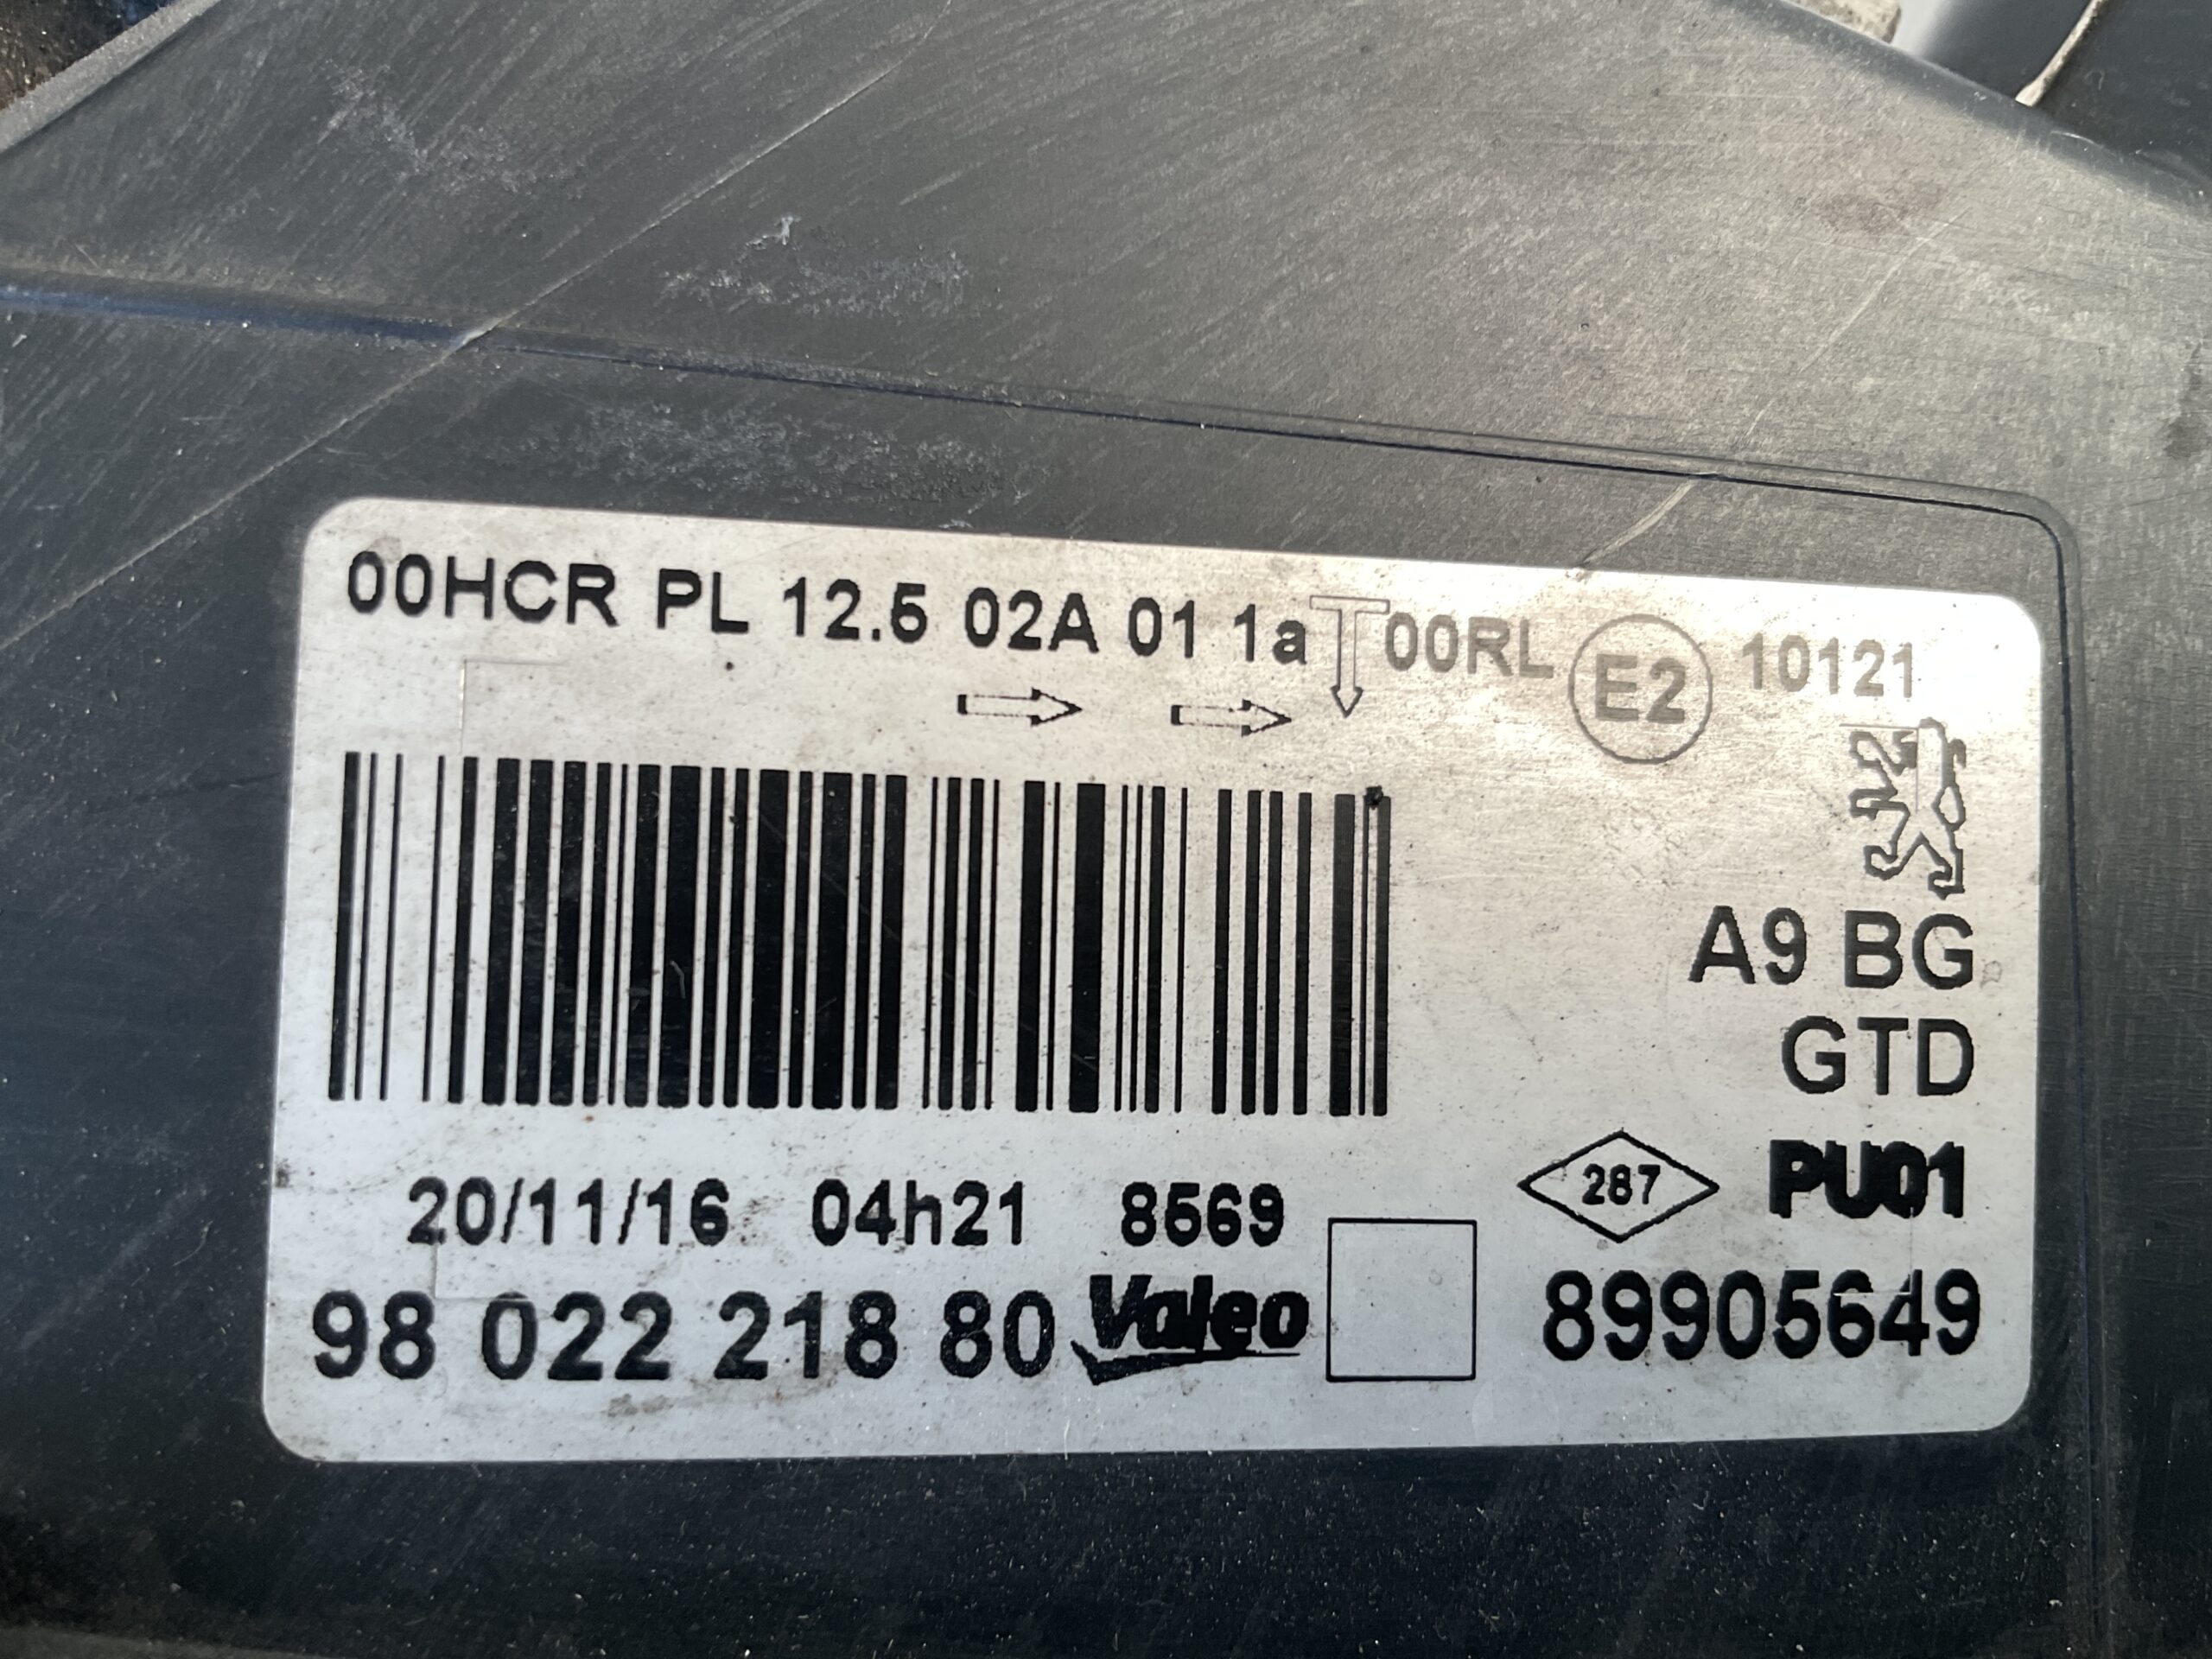 00HCR PL 12.5 02A 01 1a 00RL E2 10121
A9 BG
GTD
287 PU01
20/11/16 04h21 8569
98 022 218 80 Valeo 89905649